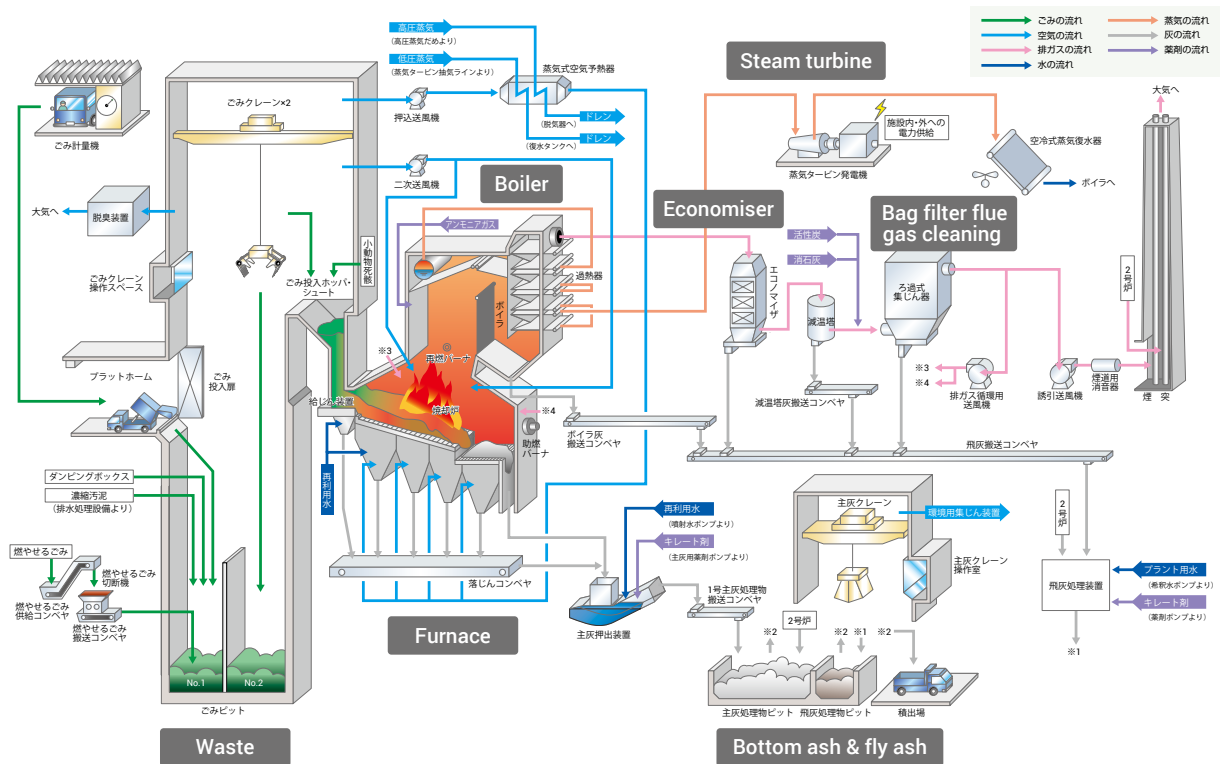 ごみの流れ
空気の流れ
排ガスの流れ
水の流れ
蒸気の流れ
灰の流れ
薬剤の流れ
高圧蒸気
(高圧蒸気だめより)
低圧蒸気
(蒸気タービン抽気ラインより)
蒸気式空気予熱器
ドレン
(脱気器へ)
ドレン
(復水タンクへ)
ごみ計量機
ごみクレーン×2
押込送風機
二次送風機
大気へ
脱臭装置
ごみクレーン
操作スペース
プラットホーム
ごみ
投入扉
ごみ投入ホッパ・
シュート
小動物死骸
Boiler
アンモニアガス
過熱器
ボイラ
※3
再燃バーナ
給じん装置
焼却炉
※4
助燃
バーナ
再利用水
ボイラ灰
搬送コンベヤ
Steam turbine
蒸気タービン発電機
施設内・外への
電力供給
空冷式蒸気復水器
ボイラへ
大気へ
Economiser
エコノマイザ
活性炭
消石灰
減温塔
減温塔灰搬送コンベヤ
Bag filter flue
gas cleaning
ろ過式
集じん器
※3
※4
排ガス循環用
送風機
誘引送風機
煙道用
消音器
2号炉
煙 突
飛灰搬送コンベヤ
ダンピングボックス
濃縮汚泥
(排水処理設備より)
燃やせるごみ
燃やせるごみ
切断機
燃やせるごみ
供給コンベヤ
燃やせるごみ
搬送コンベヤ
No.1
No.2
ごみピット
Waste
落じんコンベヤ
Furnace
再利用水
(噴射水ポンプより)
キレート剤
(主灰用薬剤ポンプより)
主灰押出装置
1号主灰処理物
搬送コンベヤ
主灰クレーン
環境用集じん装置
主灰クレーン
操作室
※2
2号炉
※2
※1
※2
主灰処理物ピット
飛灰処理物ピット
積出場
Bottom ash & fly ash
2号炉
飛灰処理装置
プラント用水
(希釈水ポンプより)
キレート剤
(薬剤ポンプより)
※1